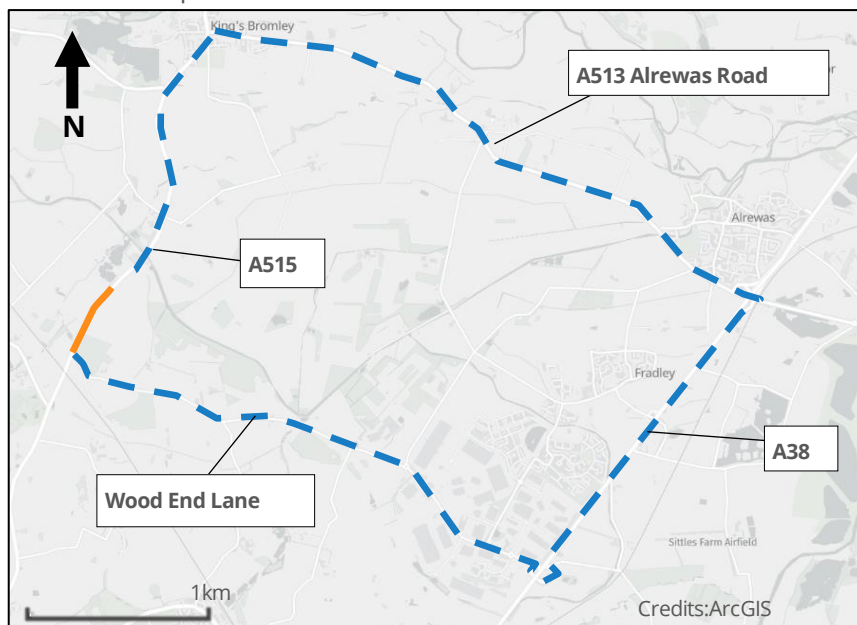 King's Bromley
A513 Alrewas Road
N
Alrewas
A515
Fradley
A38
Wood End Lane
Sittles Farm Airfield
1km
Credits:ArcGIS